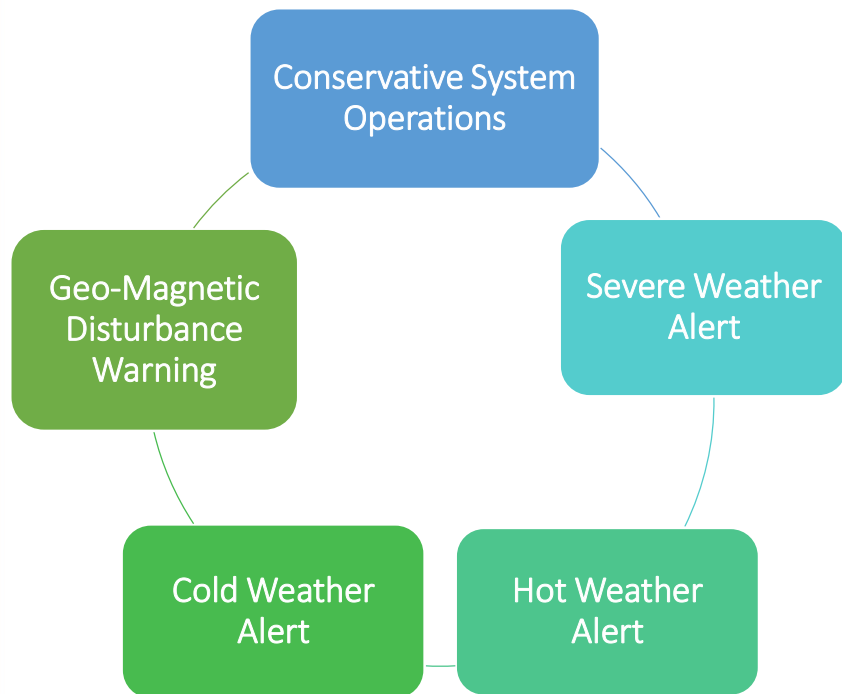 Conservative System
Operations
Severe Weather
Alert
Hot Weather
Alert
Cold Weather
Alert
Geo-Magnetic
Disturbance
Warning